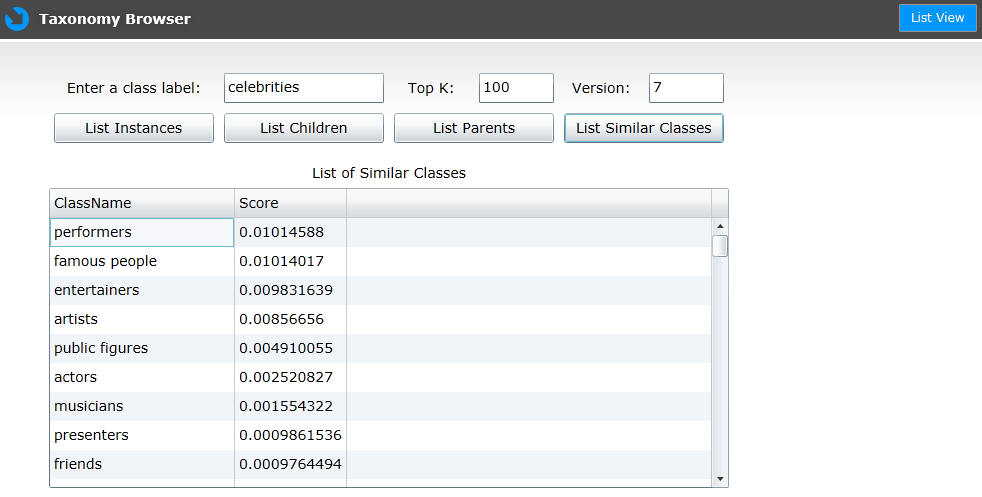 Taxonomy Browser List View
Enter a class label: celebrities Top K: 100 Version: 7
List Instances List Children List Parents List Similar Classes
List of Similar Classes
ClassName Score
performers 0.01014588
famous people 0.01014017
entertainers 0.009831639
artists 0.00856656
public figures 0.004910055
actors 0.002520827
musicians 0.001554322
presenters 0.0009861536
friends 0.0009764494